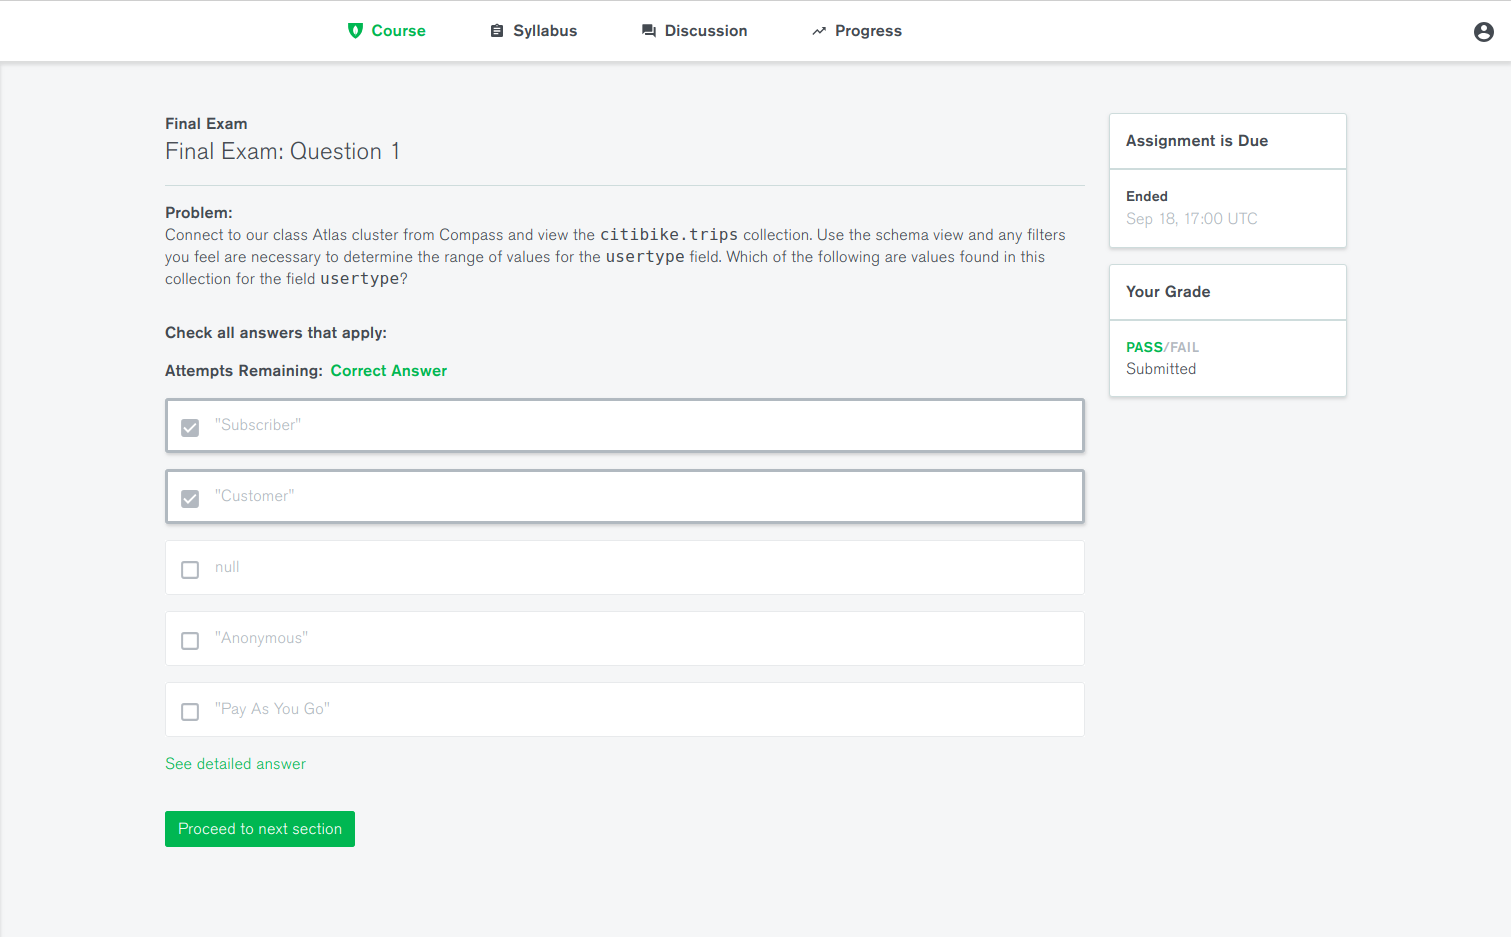 Course
Syllabus
Discussion
Progress
Final Exam
Final Exam: Question 1
Problem:
Connect to our class Atlas cluster from Compass and view the citibike.trips collection. Use the schema view and any filters
you feel are necessary to determine the range of values for the usertype field. Which of the following are values found in this
collection for the field usertype?
Check all answers that apply:
Attempts Remaining: Correct Answer
"Subscriber"
"Customer"
null
"Anonymous"
"Pay As You Go"
See detailed answer
Proceed to next section
Assignment is Due
Ended
Sep 18, 17:00 UTC
Your Grade
PASS/FAIL
Submitted